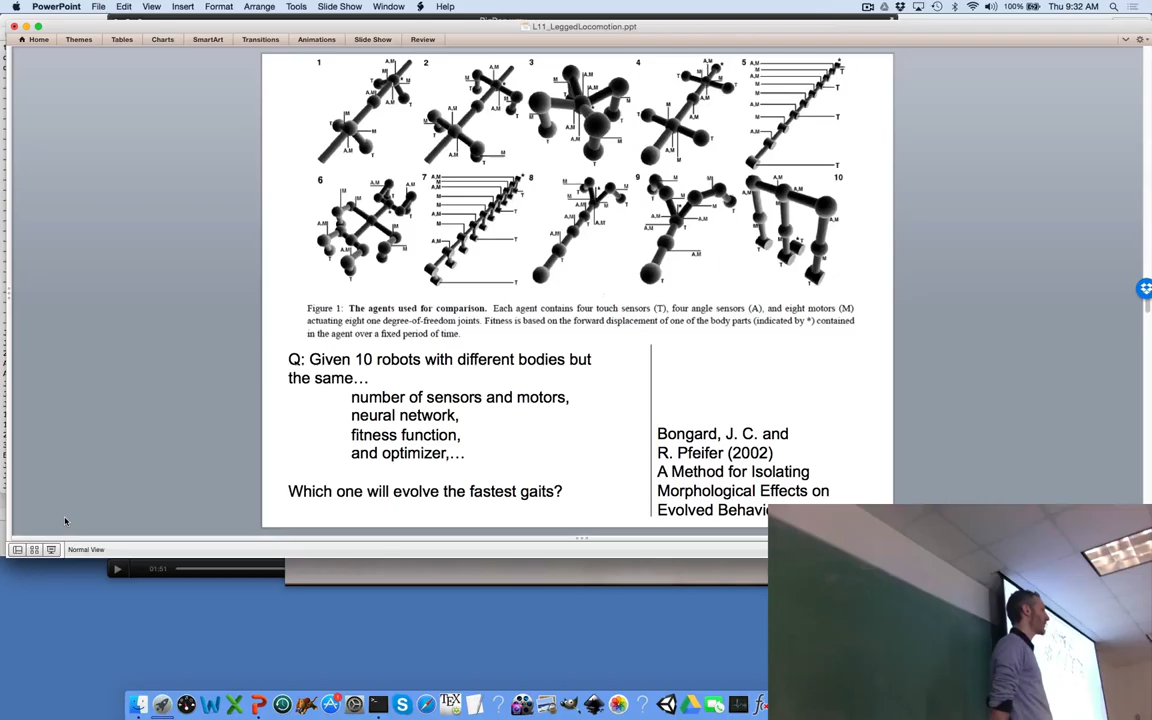 PowerPoint File Edit View Insert Format Arrange Tools Slide Show Window Help 100% Thu 9:32 AM
L11_LeggedLocomotion.ppt
Home Themes Tables Charts SmartArt Transitions Animations Slide Show Review
1 2 3 4 5
6 7 8 9 10
Figure 1: The agents used for comparison. Each agent contains four touch sensors (T), four angle sensors (A), and eight motors (M)
actuating eight one degree-of-freedom joints. Fitness is based on the forward displacement of one of the body parts (indicated by *) contained
in the agent over a fixed period of time.
Q: Given 10 robots with different bodies but
the same…
number of sensors and motors,
neural network,
fitness function,
and optimizer,…
Which one will evolve the fastest gaits?
Bongard, J. C. and
R. Pfeifer (2002)
A Method for Isolating
Morphological Effects on
Evolved Behavi
Normal View
01:51